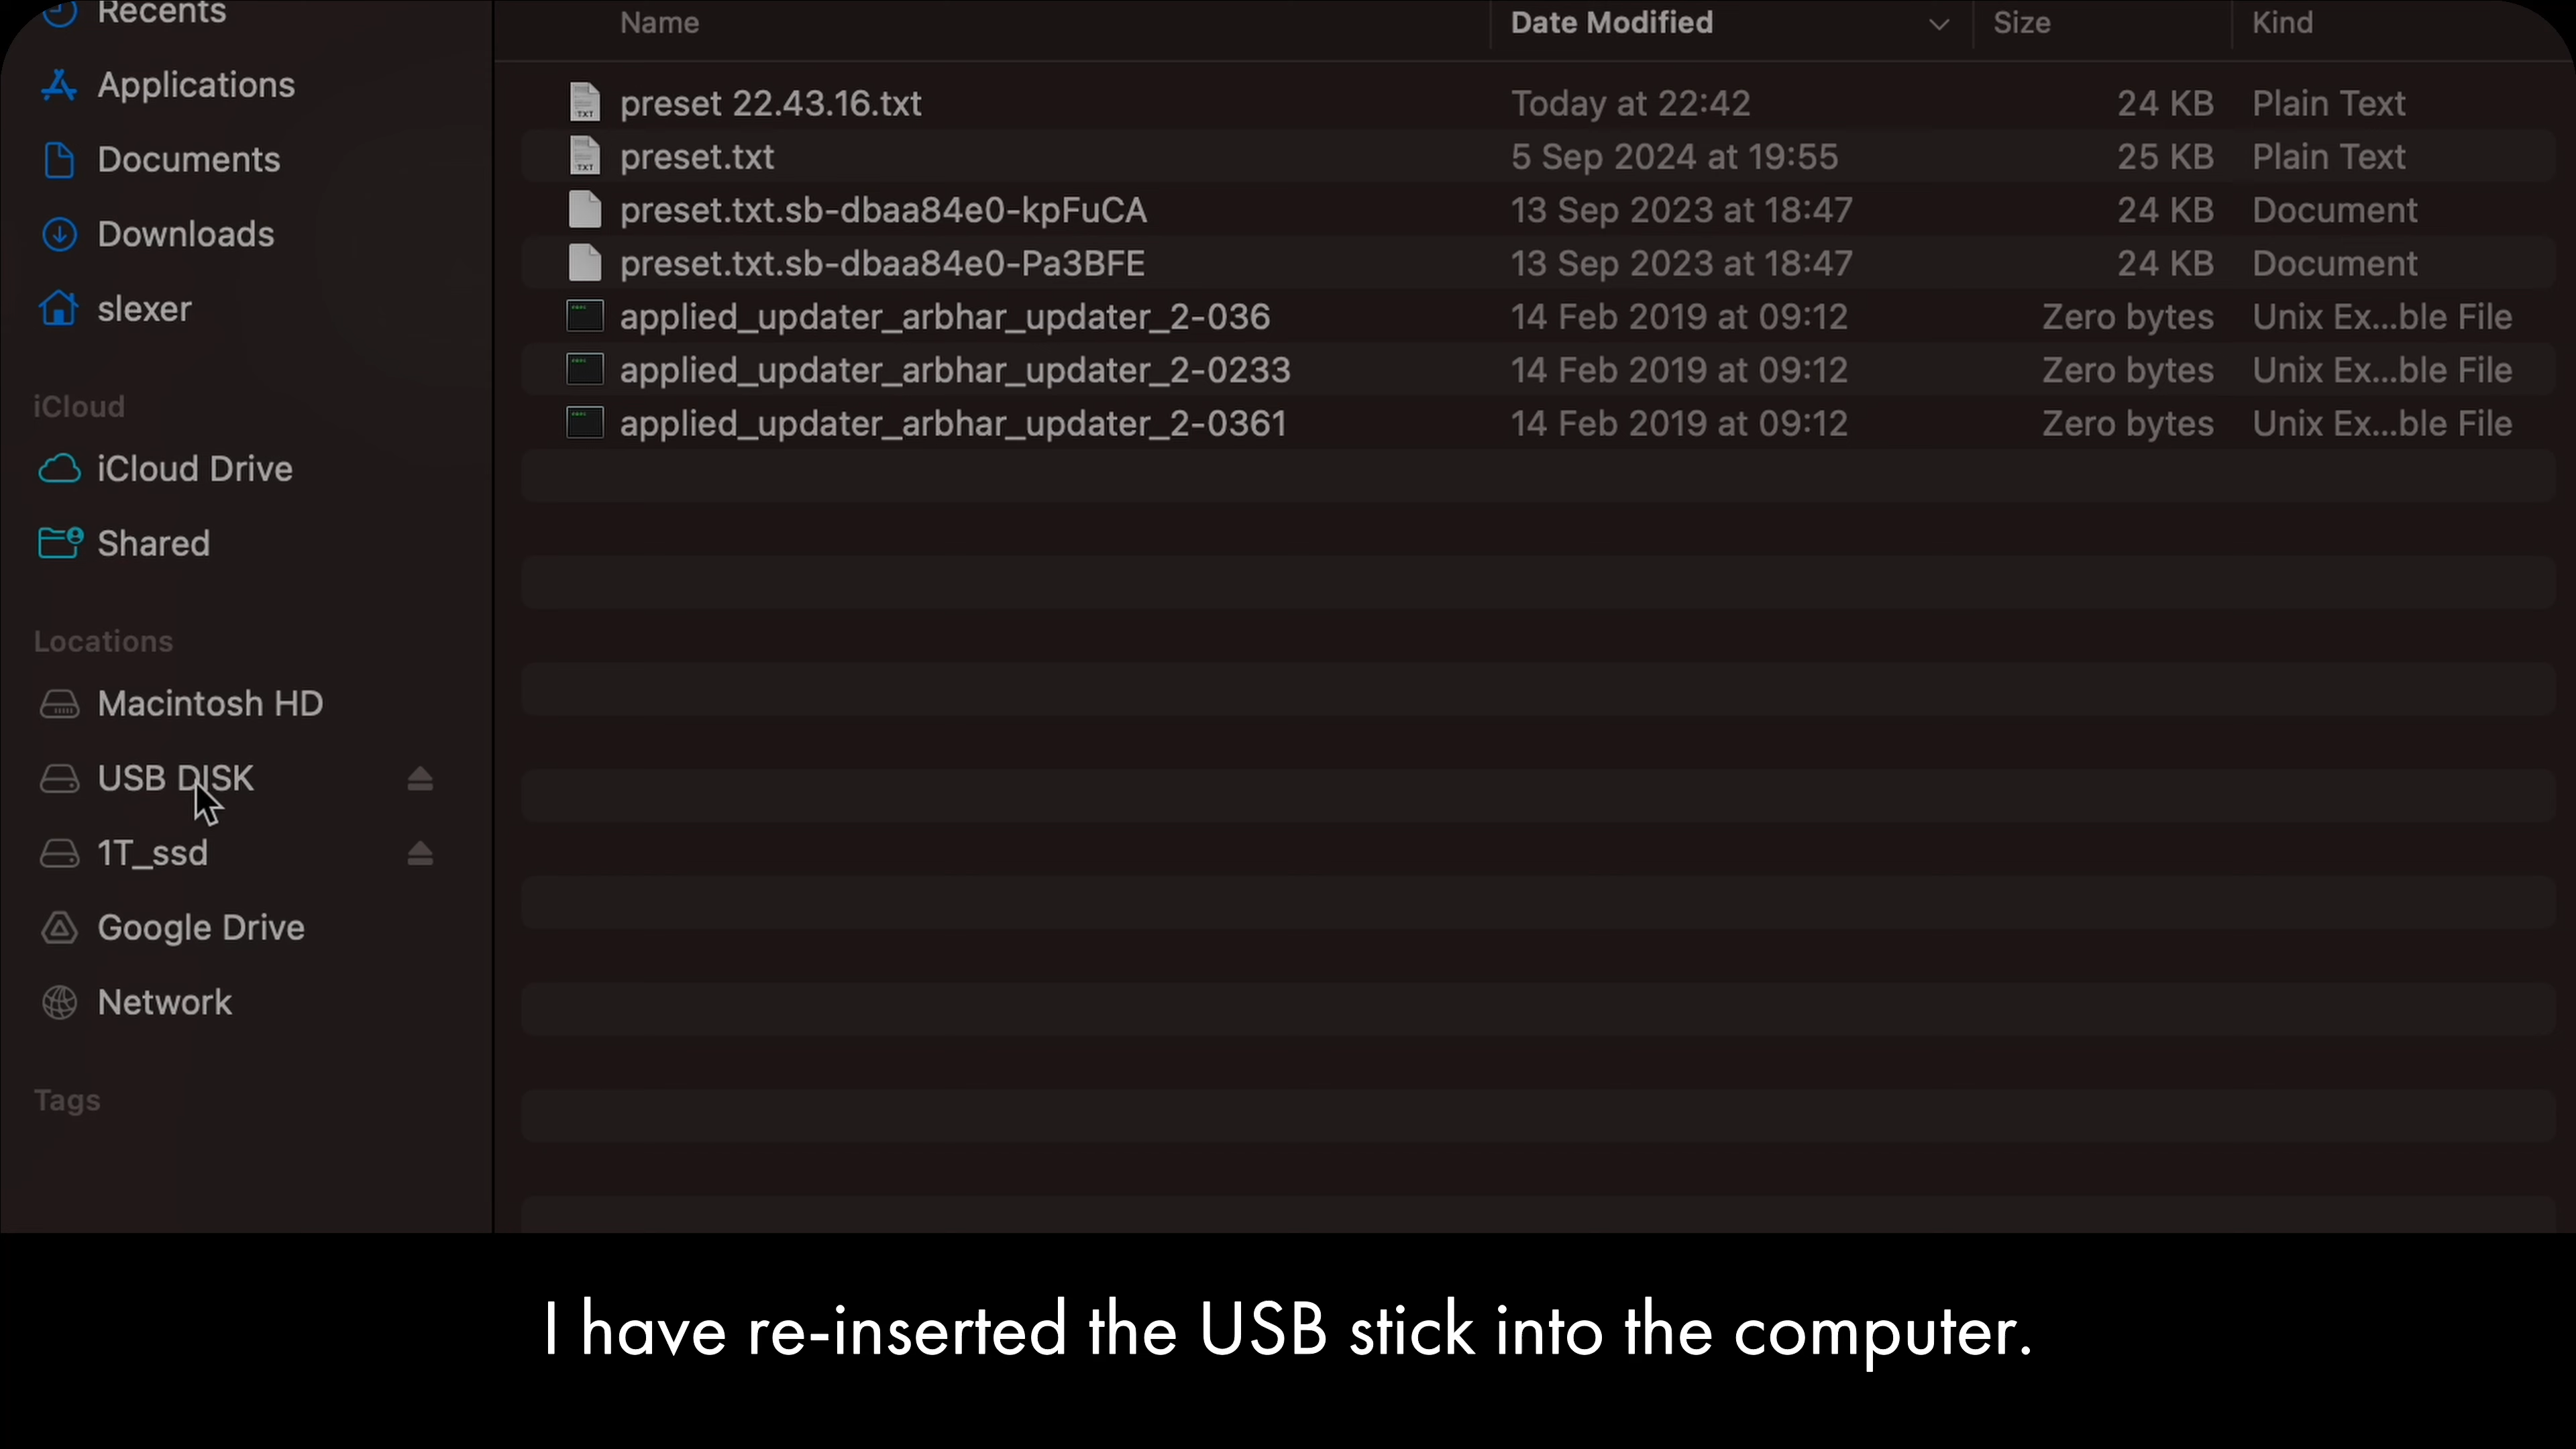 Recents
Applications
Documents
Downloads
slexer
iCloud
iCloud Drive
Shared
Locations
Macintosh HD
USB DISK
1T_ssd
Google Drive
Network
Tags
Name Date Modified Size Kind
preset 22.43.16.txt Today at 22:42 24 KB Plain Text
preset.txt 5 Sep 2024 at 19:55 25 KB Plain Text
preset.txt.sb-dbaa84e0-kpFuCA 13 Sep 2023 at 18:47 24 KB Document
preset.txt.sb-dbaa84e0-Pa3BFE 13 Sep 2023 at 18:47 24 KB Document
applied_updater_arbhar_updater_2-036 14 Feb 2019 at 09:12 Zero bytes Unix Ex...ble File
applied_updater_arbhar_updater_2-0233 14 Feb 2019 at 09:12 Zero bytes Unix Ex...ble File
applied_updater_arbhar_updater_2-0361 14 Feb 2019 at 09:12 Zero bytes Unix Ex...ble File
I have re-inserted the USB stick into the computer.